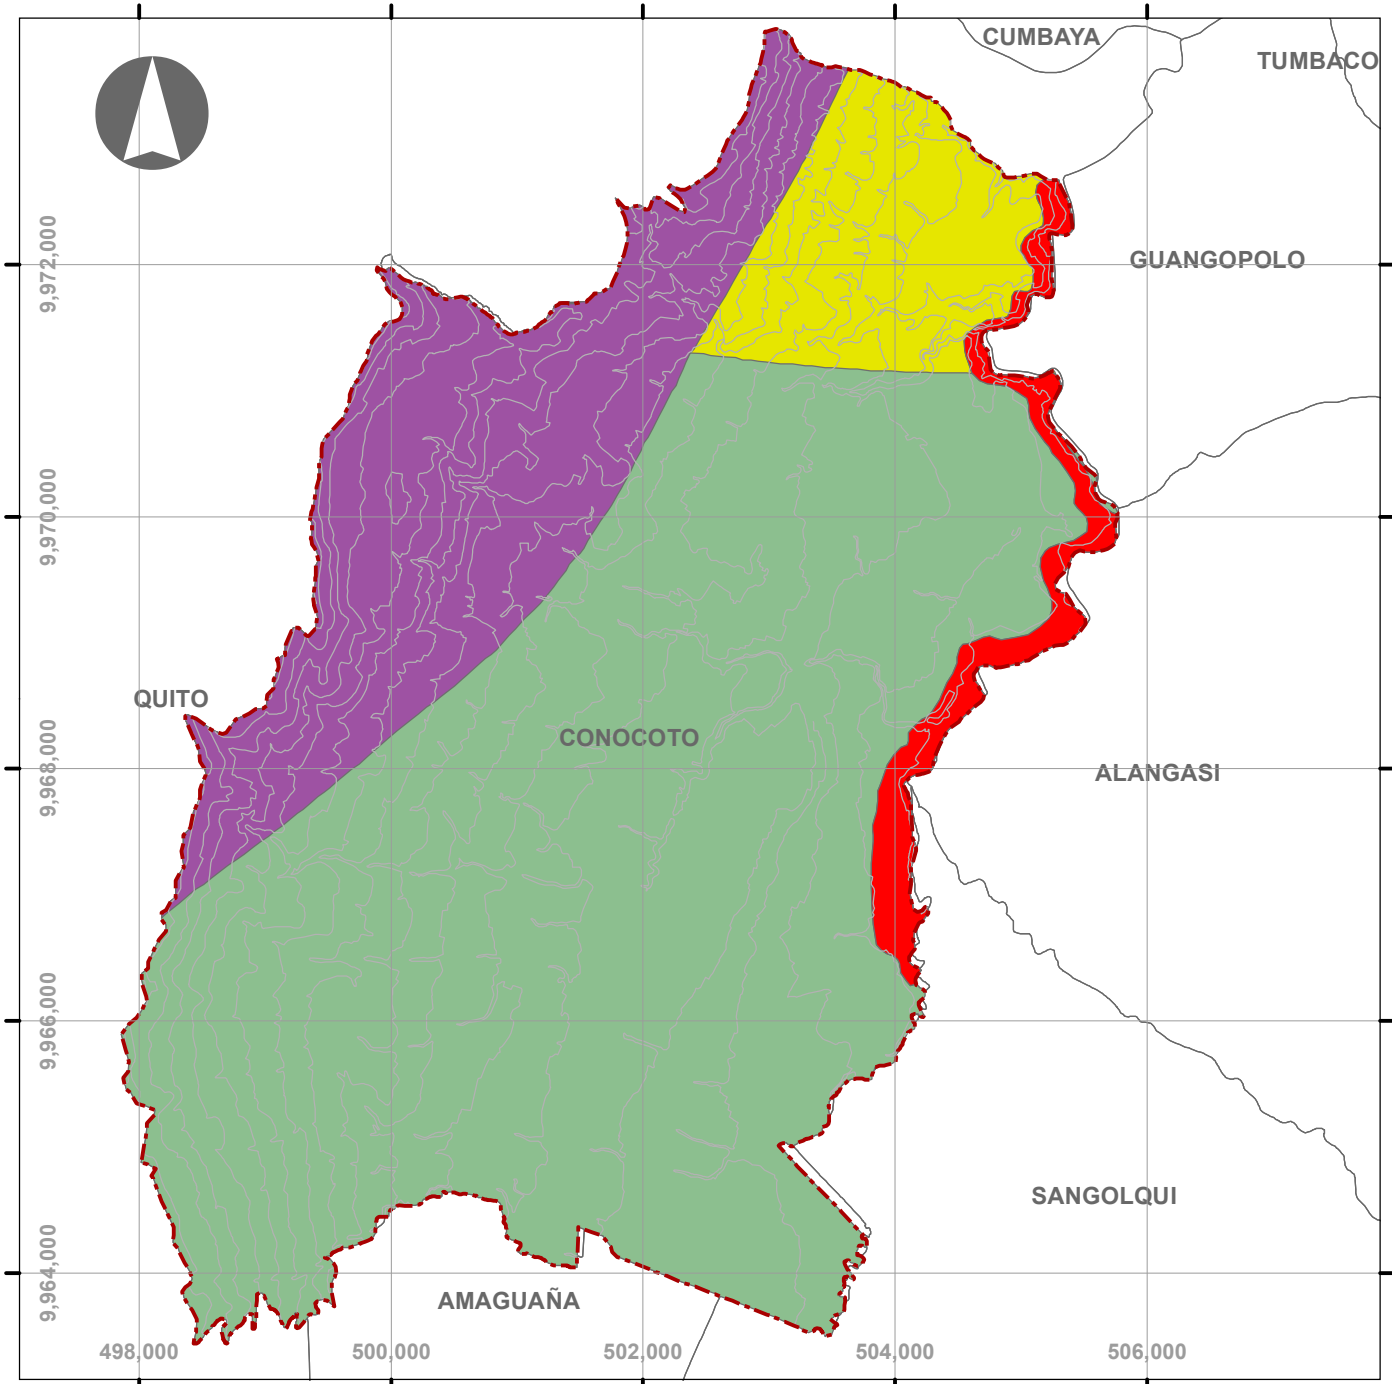 CUMBAYA
TUMBACO
GUANGOPOLO
9,972,000
9,970,000
QUITO
CONOCOTO
ALANGASI
9,968,000
9,966,000
SANGOLQUI
9,964,000
AMAGUAÑA
498,000
500,000
502,000
504,000
506,000